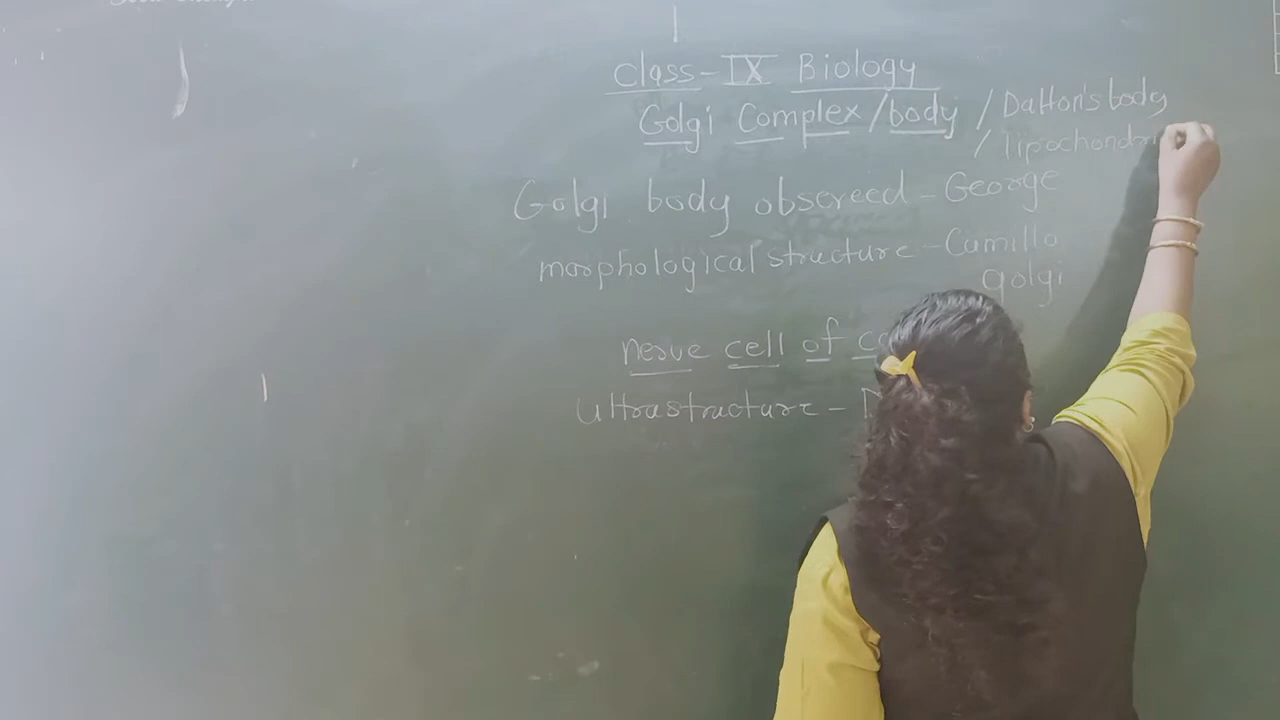 class-IX Biology
Golgi Complex/body / Dalton's body
/ lipochondri
Golgi body obsereed - George
morphological structure - Camillo
golgi
nerve cell of
ultrastructure -